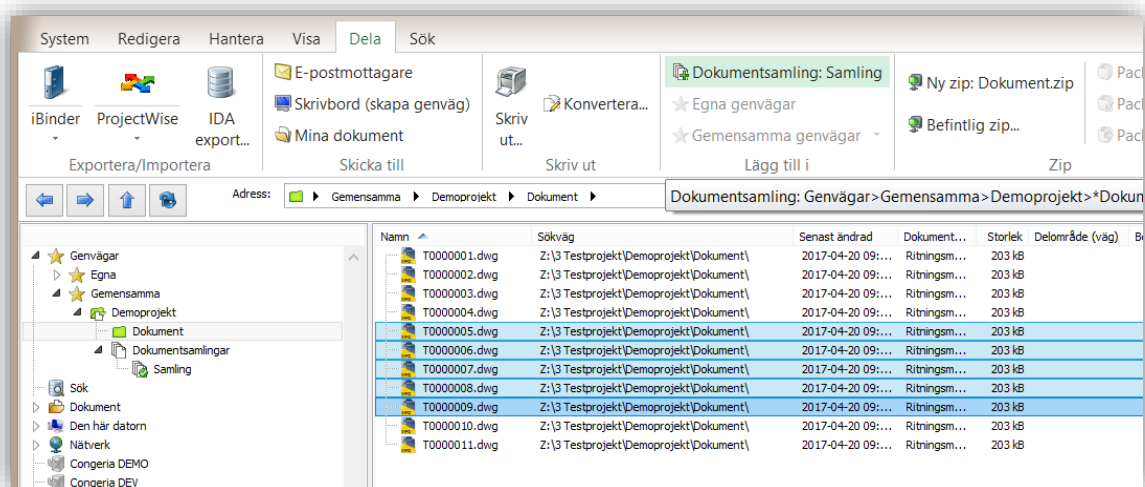 System Redigera Hantera Visa Dela Sök
iBinder
ProjectWise
IDA
export...
Exportera/Importera
E-postmottagare
Skrivbord (skapa genväg)
Mina dokument
Skicka till
Skriv
ut...
Konvertera...
Skriv ut
Dokumentsamling: Samling
Egna genvägar
Gemensamma genvägar
Lägg till i
Ny zip: Dokument.zip
Befintlig zip...
Zip
Pac
Pac
Pac
Adress: Gemensamma Demoprojekt Dokument
Dokumentsamling: Genvägar>Gemensamma>Demoprojekt>*Dokun
Genvägar
Egna
Gemensamma
Demoprojekt
Dokument
Dokumentsamlingar
Samling
Sök
Dokument
Den här datorn
Nätverk
Congeria DEMO
Congeria DEV
Namn Sökväg Senast ändrad Dokument... Storlek Delområde (väg)
T0000001.dwg Z:\3 Testprojekt\Demoprojekt\Dokument\ 2017-04-20 09:... Ritningsm... 203 kB
T0000002.dwg Z:\3 Testprojekt\Demoprojekt\Dokument\ 2017-04-20 09:... Ritningsm... 203 kB
T0000003.dwg Z:\3 Testprojekt\Demoprojekt\Dokument\ 2017-04-20 09:... Ritningsm... 203 kB
T0000004.dwg Z:\3 Testprojekt\Demoprojekt\Dokument\ 2017-04-20 09:... Ritningsm... 203 kB
T0000005.dwg Z:\3 Testprojekt\Demoprojekt\Dokument\ 2017-04-20 09:... Ritningsm... 203 kB
T0000006.dwg Z:\3 Testprojekt\Demoprojekt\Dokument\ 2017-04-20 09:... Ritningsm... 203 kB
T0000007.dwg Z:\3 Testprojekt\Demoprojekt\Dokument\ 2017-04-20 09:... Ritningsm... 203 kB
T0000008.dwg Z:\3 Testprojekt\Demoprojekt\Dokument\ 2017-04-20 09:... Ritningsm... 203 kB
T0000009.dwg Z:\3 Testprojekt\Demoprojekt\Dokument\ 2017-04-20 09:... Ritningsm... 203 kB
T0000010.dwg Z:\3 Testprojekt\Demoprojekt\Dokument\ 2017-04-20 09:... Ritningsm... 203 kB
T0000011.dwg Z:\3 Testprojekt\Demoprojekt\Dokument\ 2017-04-20 09:... Ritningsm... 203 kB